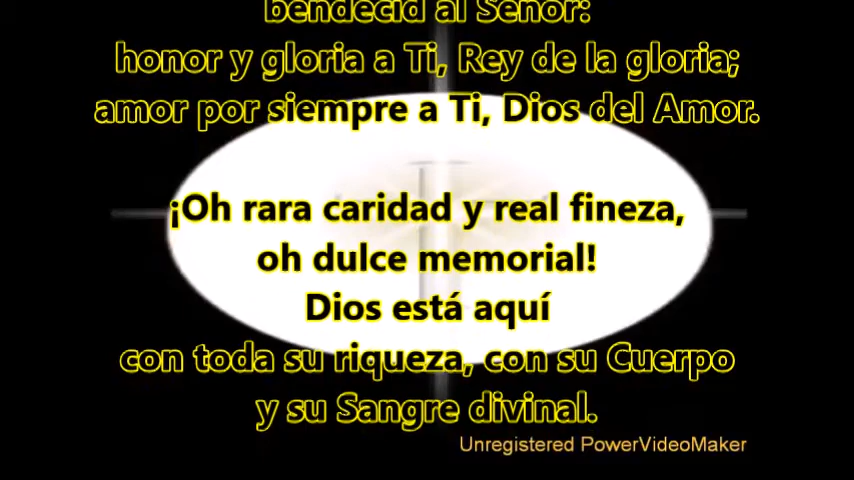 bendecid al Señor:
honor y gloria a Ti, Rey de la gloria;
amor por siempre a Ti, Dios del Amor.
¡Oh rara caridad y real fineza,
oh dulce memorial!
Dios está aquí
con toda su riqueza, con su Cuerpo
y su Sangre divinal.
Unregistered PowerVideoMaker